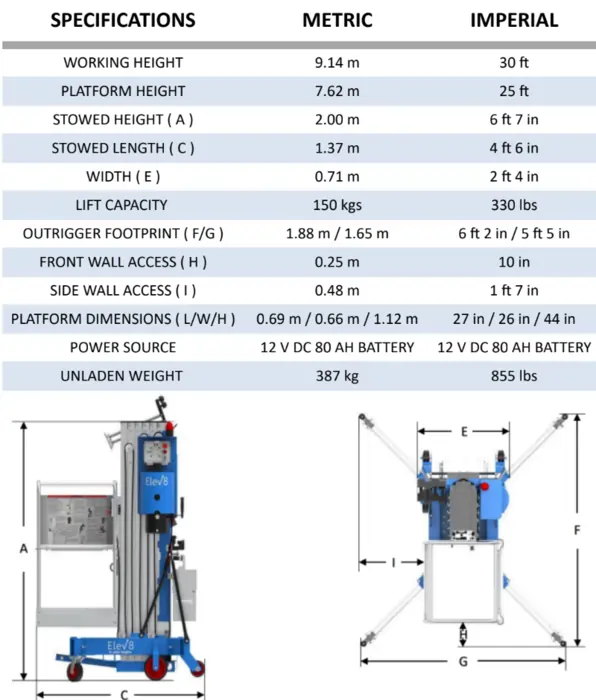 SPECIFICATIONS METRIC IMPERIAL
WORKING HEIGHT 9.14 m 30 ft
PLATFORM HEIGHT 7.62 m 25 ft
STOWED HEIGHT ( A ) 2.00 m 6 ft 7 in
STOWED LENGTH ( C ) 1.37 m 4 ft 6 in
WIDTH ( E ) 0.71 m 2 ft 4 in
LIFT CAPACITY 150 kgs 330 lbs
OUTRIGGER FOOTPRINT ( F/G ) 1.88 m / 1.65 m 6 ft 2 in / 5 ft 5 in
FRONT WALL ACCESS ( H ) 0.25 m 10 in
SIDE WALL ACCESS ( I ) 0.48 m 1 ft 7 in
PLATFORM DIMENSIONS ( L/W/H ) 0.69 m / 0.66 m / 1.12 m 27 in / 26 in / 44 in
POWER SOURCE 12 V DC 80 AH BATTERY 12 V DC 80 AH BATTERY
UNLADEN WEIGHT 387 kg 855 lbs
E
Elev8
F
A
I
H
Elev8
G
C